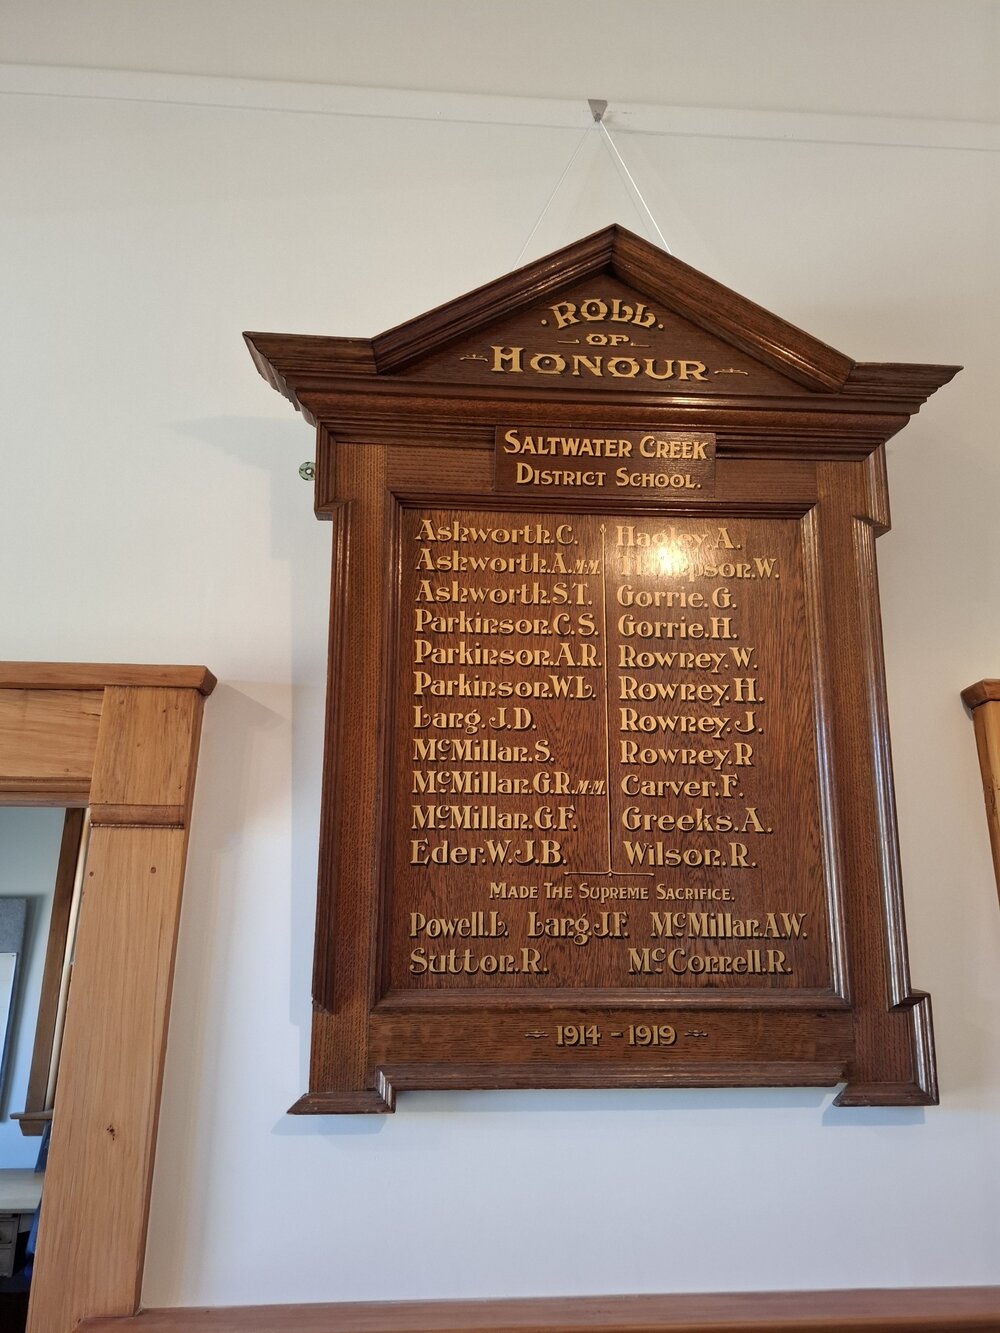 ROLL
OF
HONOUR
SALTWATER CREEK
DISTRICT SCHOOL.
Ashworth.C.
Ashworth.A.M.M.
Ashworth.S.T.
Parkinson.C.S.
Parkinson.A.R.
Parkinson.W.L.
Lang.J.D.
McMillan.S.
McMillan.G.R.M.M.
McMillan.G.F.
Eder.W.J.B.
Hagley.A.
Thompson.W.
Gorrie.G.
Gorrie.H.
Rowney.W.
Rowney.H.
Rowney.J.
Rowney.R
Carver.F.
Greeks.A.
Wilson.R.
MADE THE SUPREME SACRIFICE.
Powell.L. Lang.J.F. McMillan.A.W.
Sutton.R. McConnell.R.
1914 - 1919